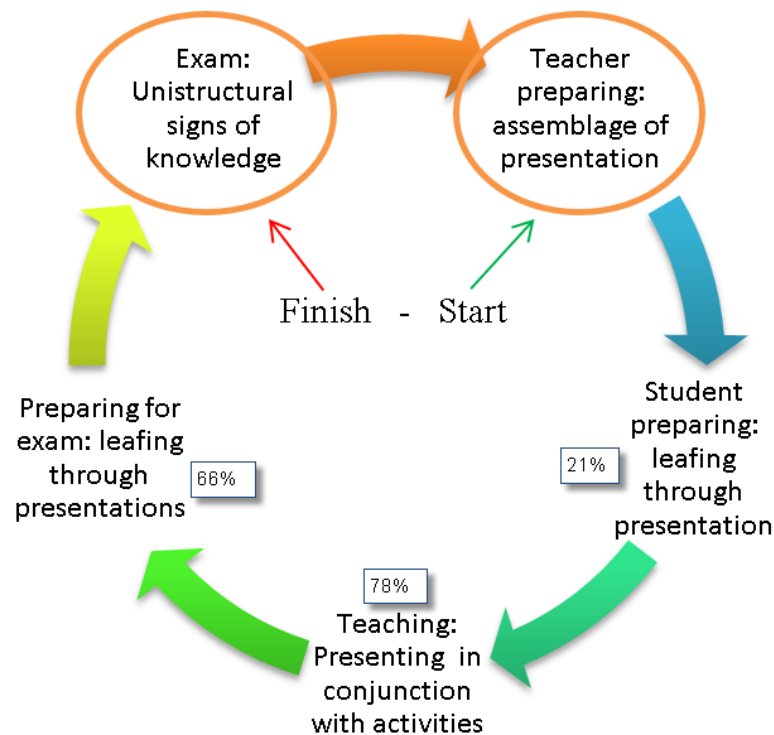 Exam:
Unistructural
signs of
knowledge
Teacher
preparing:
assemblage of
presentation
Finish - Start
Student
preparing:
leafing
through
presentation
21%
78%
Teaching:
Presenting in
conjunction
with activities
Preparing for
exam: leafing
through
presentations
66%